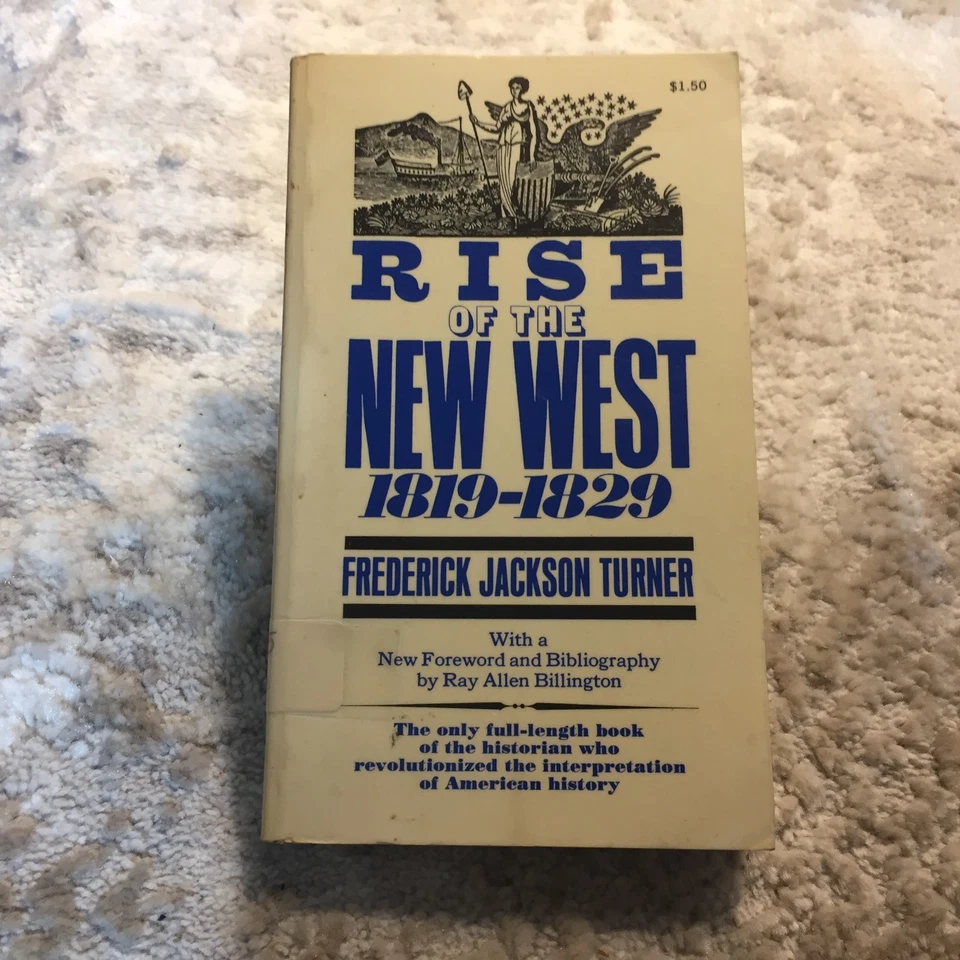 $1.50
RISE
OF THE
NEW WEST
1819-1829
FREDERICK JACKSON TURNER
With a
New Foreword and Bibliography
by Ray Allen Billington
The only full-length book
of the historian who
revolutionized the interpretation
of American history